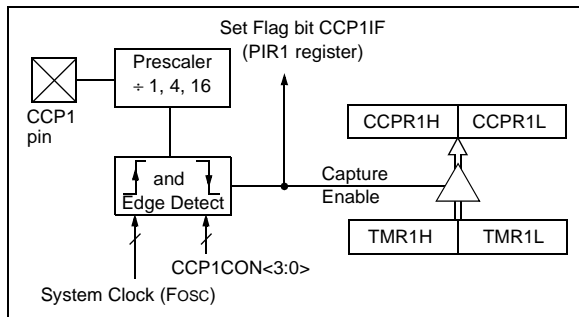 Set Flag bit CCP1IF
(PIR1 register)
Prescaler
÷ 1, 4, 16
CCP1
pin
CCPR1H
CCPR1L
and
Edge Detect
Capture
Enable
TMR1H
TMR1L
CCP1CON<3:0>
System Clock (FOSC)